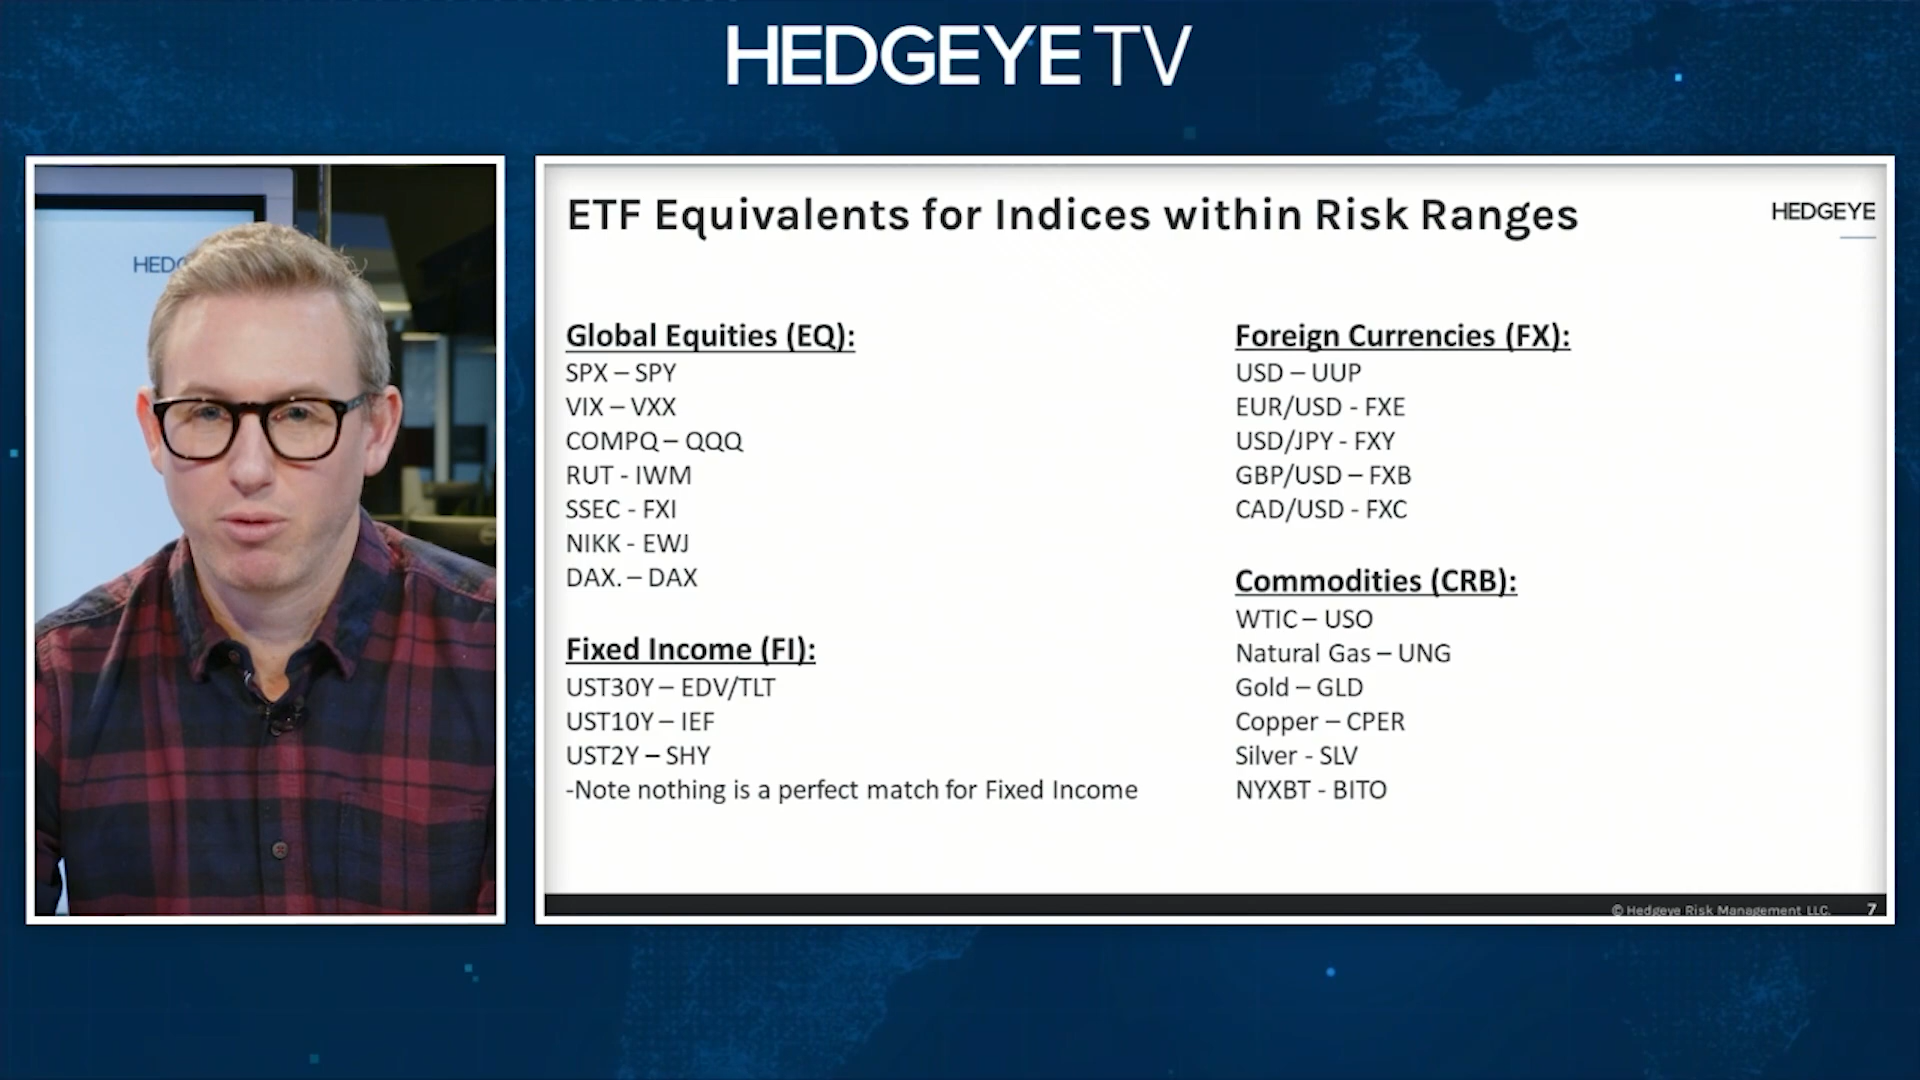 HEDGEYE TV
HEDG
ETF Equivalents for Indices within Risk Ranges
HEDGEYE
Global Equities (EQ):
SPX – SPY
VIX – VXX
COMPQ – QQQ
RUT - IWM
SSEC - FXI
NIKK - EWJ
DAX. – DAX
Fixed Income (FI):
UST30Y – EDV/TLT
UST10Y – IEF
UST2Y – SHY
-Note nothing is a perfect match for Fixed Income
Foreign Currencies (FX):
USD – UUP
EUR/USD - FXE
USD/JPY - FXY
GBP/USD – FXB
CAD/USD - FXC
Commodities (CRB):
WTIC – USO
Natural Gas – UNG
Gold – GLD
Copper – CPER
Silver - SLV
NYXBT - BITO
© Hedgeye Risk Management LLC.
7